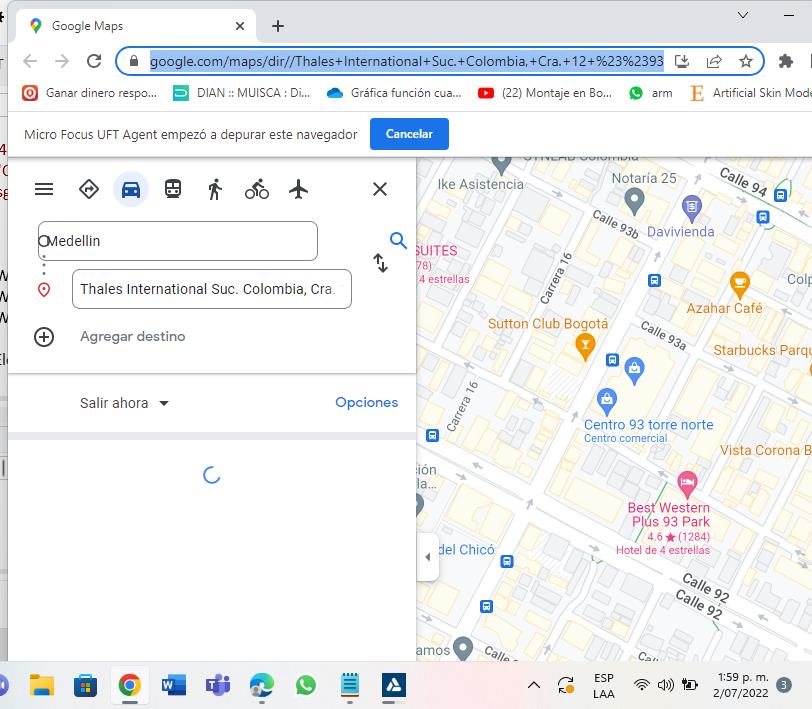 Google Maps
google.com/maps/dir//Thales+International+Suc.+Colombia,+Cra.+12+%23%2393
Ganar dinero respo...
DIAN :: MUISCA : Di...
Gráfica función cua...
(22) Montaje en Bo...
arm
Artificial Skin Mode
Micro Focus UFT Agent empezó a depurar este navegador
Cancelar
Medellin
Thales International Suc. Colombia, Cra.
Agregar destino
Salir ahora
Opciones
Ike Asistencia
Notaría 25
Calle 94
Calle 93b
Davivienda
SUITES
78)
4 estrellas
Carrera 16
Azahar Café
Sutton Club Bogotá
Calle 93a
Starbucks Parqu
Carrera 16
Centro 93 torre norte
Centro comercial
Vista Corona B
ción
la...
Best Western
Plus 93 Park
4.6 ★ (1284)
Hotel de 4 estrellas
del Chicó
Calle 92
Calle 92
amos
Calle
ESP
LAA
1:59 p. m.
2/07/2022
3